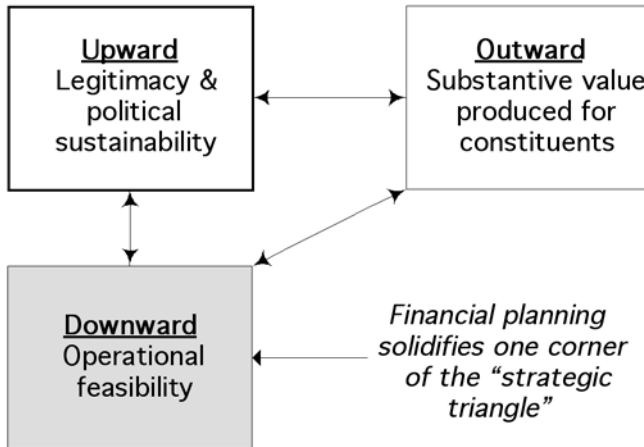 Upward
Legitimacy &
political
sustainability
Outward
Substantive value
produced for
constituents
Downward
Operational
feasibility
Financial planning
solidifies one corner
of the “strategic
triangle”